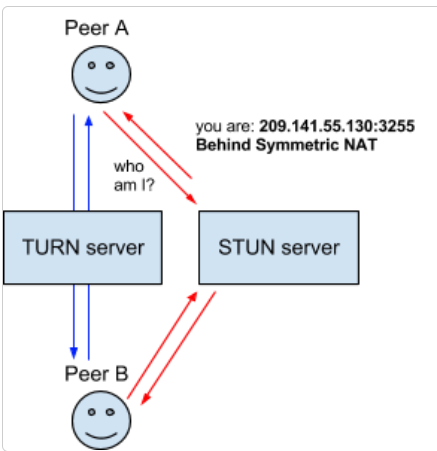 Peer A
you are: 209.141.55.130:3255
Behind Symmetric NAT
who
am I?
TURN server
STUN server
Peer B